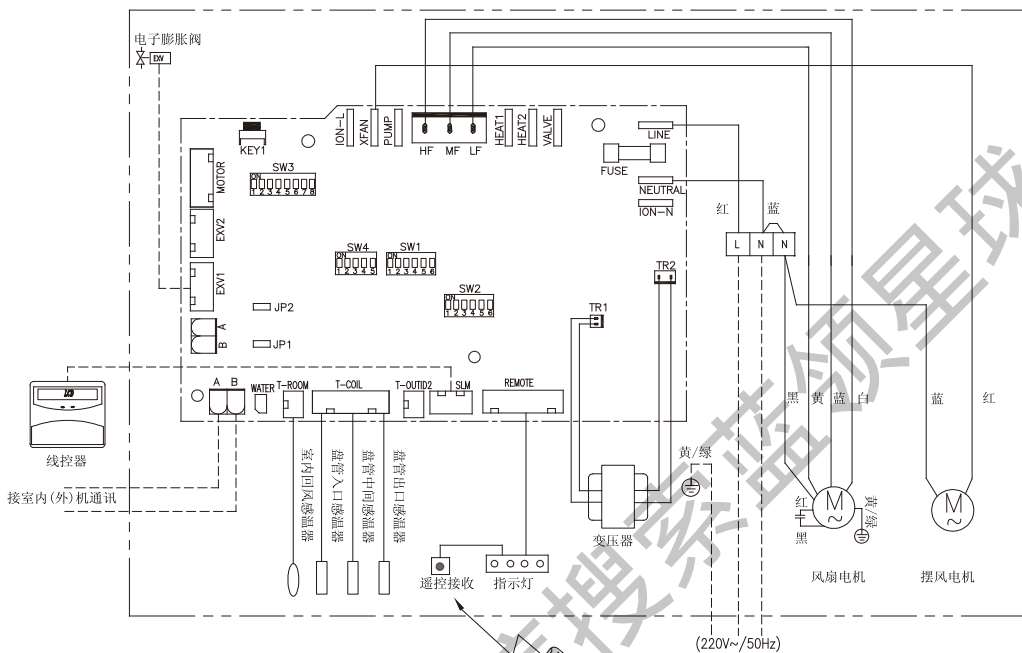 电子膨胀阀
EXV
KEY1
ION-L
XFAN
PUMP
HF MF LF
HEAT1
HEAT2
VALVE
LINE
FUSE
NEUTRAL
ION-N
红
蓝
L N N
MOTOR
EXV2
EXV1
A
B
SW3
ON
1 2 3 4 5 6 7 8
SW4
ON
1 2 3 4 5
SW1
ON
1 2 3 4 5 6
SW2
ON
1 2 3 4 5 6
JP2
JP1
TR1
TR2
A B
WATER
T-ROOM
T-COIL
T-OUTID2
SLM
REMOTE
LCD
线控器
接室内(外)机通讯
室内回风感温器
盘管入口感温器
盘管中间感温器
盘管出口感温器
遥控接收
指示灯
变压器
黄/绿
黑 黄 蓝 白
蓝
红
红
黑
M
~
黄/绿
风扇电机
M
~
摆风电机
(220V~/50Hz)
搜索蓝领星球